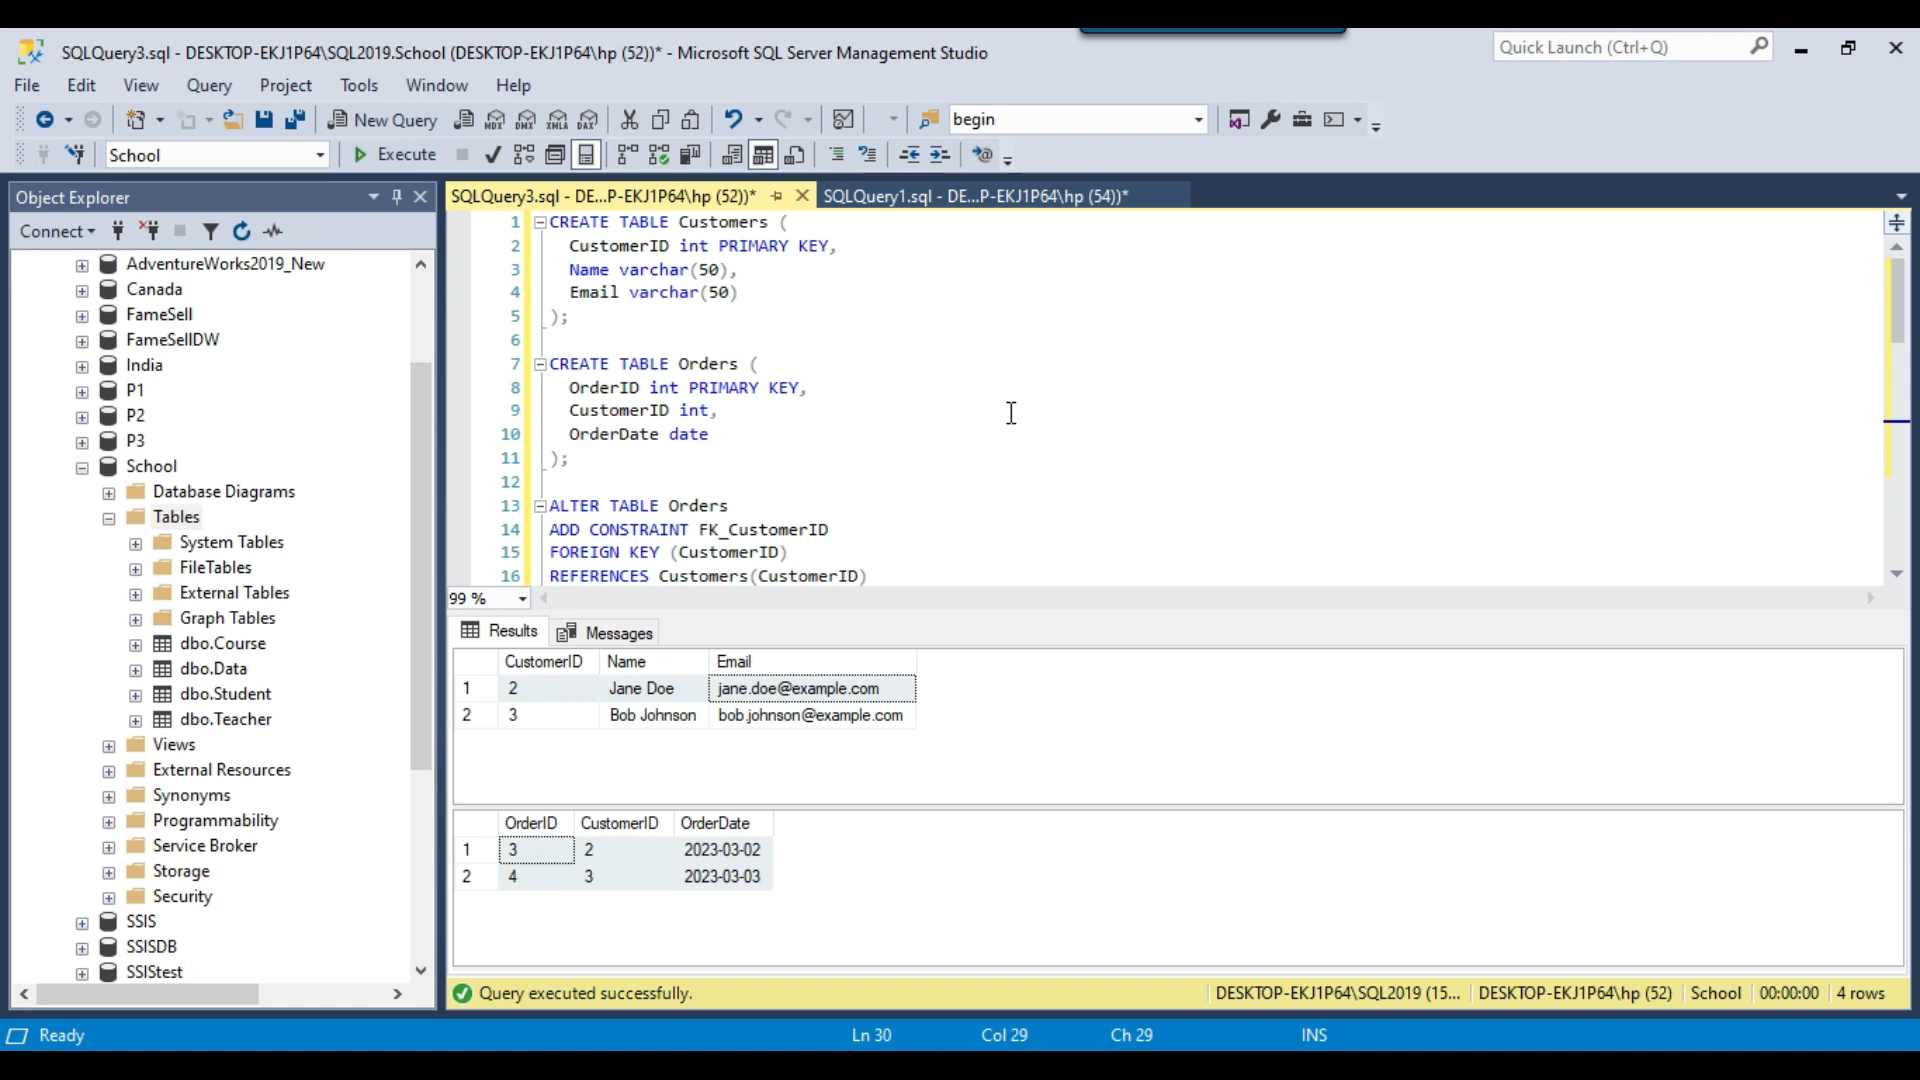 SQLQuery3.sql - DESKTOP-EKJ1P64\SQL2019.School (DESKTOP-EKJ1P64\hp (52))* - Microsoft SQL Server Management Studio
Quick Launch (Ctrl+Q)
File Edit View Query Project Tools Window Help
New Query MDX DMX XMLA DAX begin
School Execute
Object Explorer
SQLQuery3.sql - DE...P-EKJ1P64\hp (52))* SQLQuery1.sql - DE...P-EKJ1P64\hp (54))*
Connect
AdventureWorks2019_New
Canada
FameSell
FameSellDW
India
P1
P2
P3
School
Database Diagrams
Tables
System Tables
FileTables
External Tables
Graph Tables
dbo.Course
dbo.Data
dbo.Student
dbo.Teacher
Views
External Resources
Synonyms
Programmability
Service Broker
Storage
Security
SSIS
SSISDB
SSIStest
1 CREATE TABLE Customers (
2 CustomerID int PRIMARY KEY,
3 Name varchar(50),
4 Email varchar(50)
5 );
6
7 CREATE TABLE Orders (
8 OrderID int PRIMARY KEY,
9 CustomerID int,
10 OrderDate date
11 );
12
13 ALTER TABLE Orders
14 ADD CONSTRAINT FK_CustomerID
15 FOREIGN KEY (CustomerID)
16 REFERENCES Customers(CustomerID)
99 %
Results Messages
CustomerID Name Email
1 2 Jane Doe jane.doe@example.com
2 3 Bob Johnson bob.johnson@example.com
OrderID CustomerID OrderDate
1 3 2 2023-03-02
2 4 3 2023-03-03
Query executed successfully. DESKTOP-EKJ1P64\SQL2019 (15... DESKTOP-EKJ1P64\hp (52) School 00:00:00 4 rows
Ready Ln 30 Col 29 Ch 29 INS